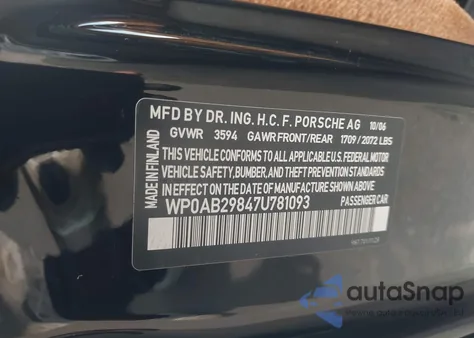 MFD BY DR. ING. H.C. F. PORSCHE AG 10/06
GVWR 3594 GAWR FRONT/REAR 1709/2072 LBS
THIS VEHICLE CONFORMS TO ALL APPLICABLE U.S. FEDERAL MOTOR
VEHICLE SAFETY, BUMPER, AND THEFT PREVENTION STANDARDS
IN EFFECT ON THE DATE OF MANUFACTURE SHOWN ABOVE.
WP0AB29847U781093 PASSENGER CAR
MADE IN FINLAND
autoSnap